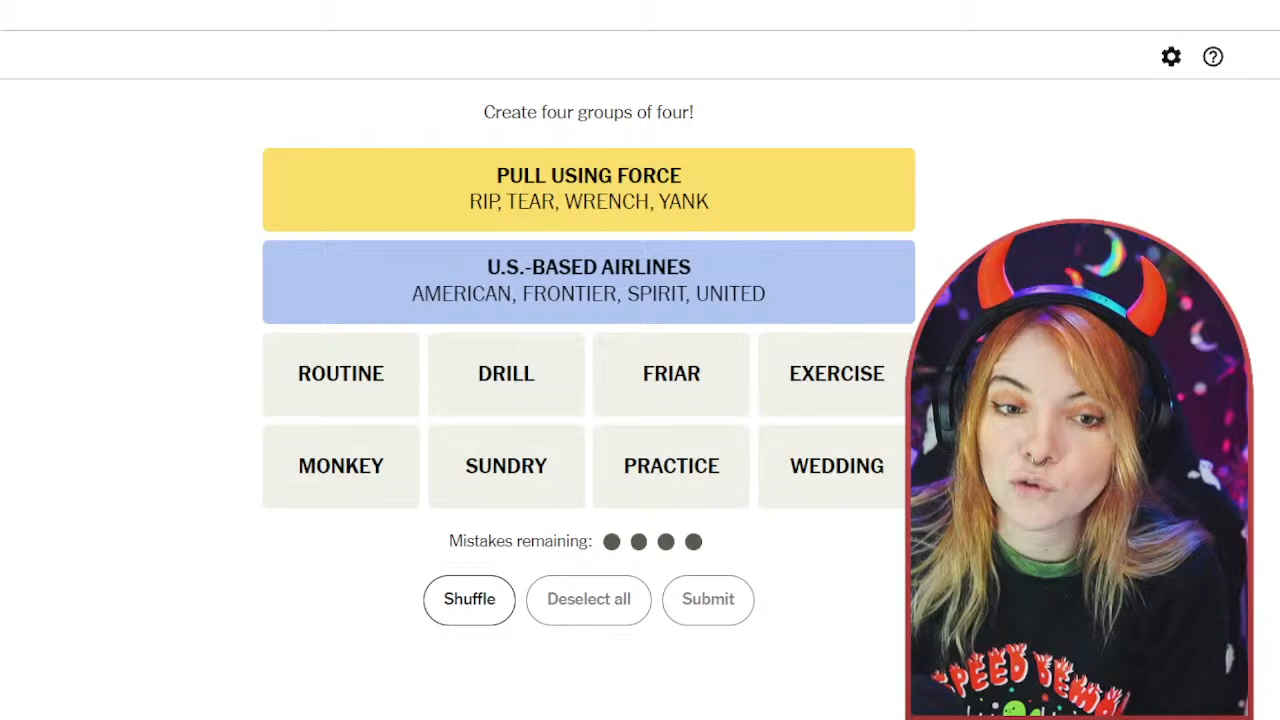 Create four groups of four!
PULL USING FORCE
RIP, TEAR, WRENCH, YANK
U.S.-BASED AIRLINES
AMERICAN, FRONTIER, SPIRIT, UNITED
ROUTINE DRILL FRIAR EXERCISE
MONKEY SUNDRY PRACTICE WEDDING
Mistakes remaining:
Shuffle Deselect all Submit